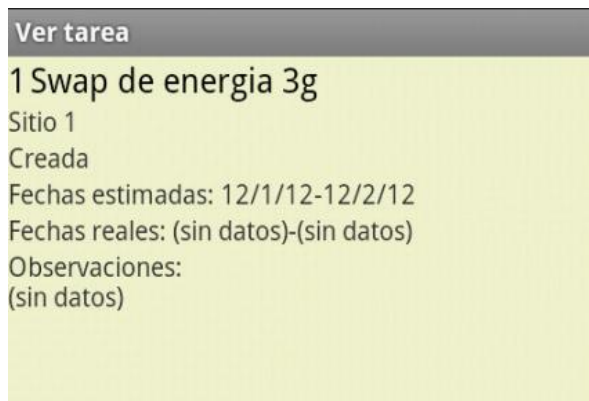 Ver tarea
1 Swap de energia 3g
Sitio 1
Creada
Fechas estimadas: 12/1/12-12/2/12
Fechas reales: (sin datos)-(sin datos)
Observaciones:
(sin datos)